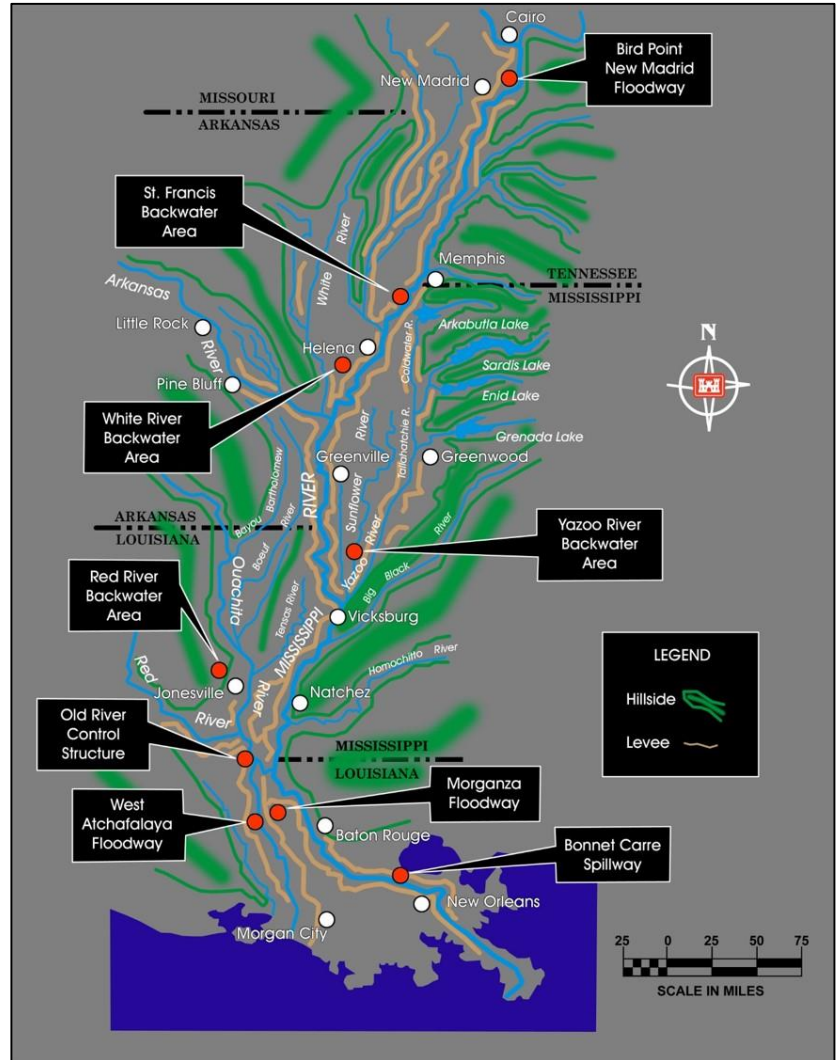 Cairo
Bird Point
New Madrid
Floodway
New Madrid
MISSOURI
ARKANSAS
St. Francis
Backwater
Area
White
River
Memphis
TENNESSEE
MISSISSIPPI
Arkansas
River
Little Rock
Pine Bluff
Helena
Coldwater R.
Arkabutla Lake
Sardis Lake
Enid Lake
Grenada Lake
N
White River
Backwater
Area
Greenville
Greenwood
Tallahatchie R.
Sunflower
River
RIVER
Bayou Bartholomew
Boeuf River
ARKANSAS
LOUISIANA
Ouachita
Yazoo River
Big Black River
Yazoo River
Backwater
Area
Red River
Backwater
Area
Tensas River
MISSISSIPPI
Vicksburg
Homochitto River
Jonesville
Natchez
Red
River
River
LEGEND
Hillside
Levee
Old River
Control
Structure
MISSISSIPPI
LOUISIANA
West
Atchafalaya
Floodway
Morganza
Floodway
Baton Rouge
Bonnet Carre
Spillway
New Orleans
Morgan City
25 0 25 50 75
SCALE IN MILES